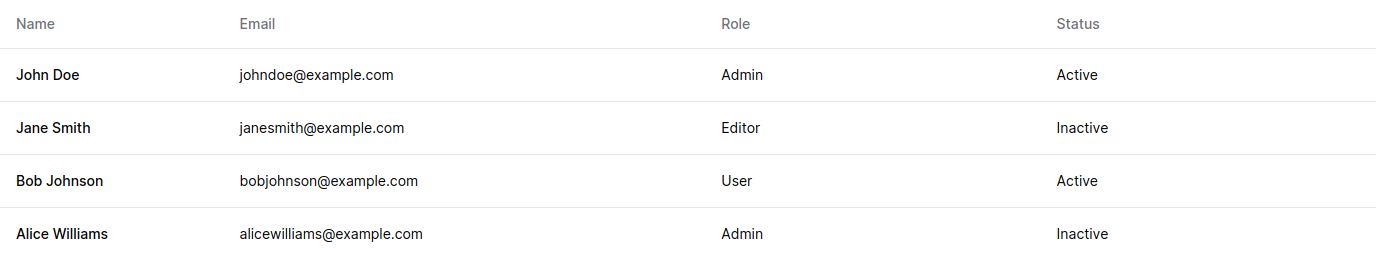 Name Email Role Status
John Doe johndoe@example.com Admin Active
Jane Smith janesmith@example.com Editor Inactive
Bob Johnson bobjohnson@example.com User Active
Alice Williams alicewilliams@example.com Admin Inactive